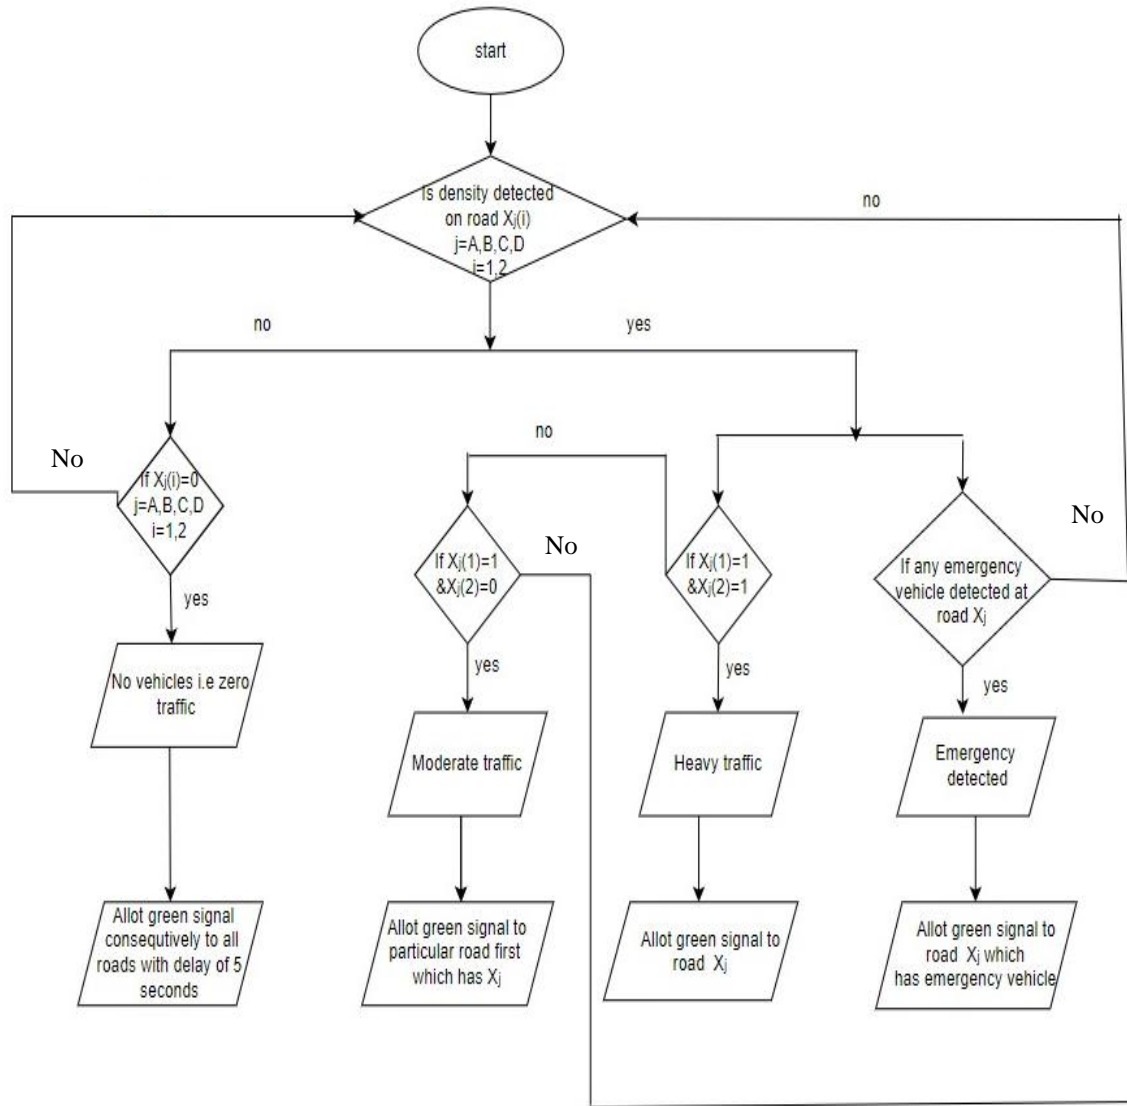 start
Is density detected
on road Xj(i)
j=A,B,C,D
i=1,2
no
no
yes
no
No
If Xj(i)=0
j=A,B,C,D
i=1,2
If Xj(1)=1
&Xj(2)=0
No
If Xj(1)=1
&Xj(2)=1
If any emergency
vehicle detected at
road Xj
No
yes
yes
yes
yes
No vehicles i.e zero
traffic
Moderate traffic
Heavy traffic
Emergency
detected
Allot green signal
consequtively to all
roads with delay of 5
seconds
Allot green signal to
particular road first
which has Xj
Allot green signal to
road Xj
Allot green signal to
road Xj which
has emergency vehicle